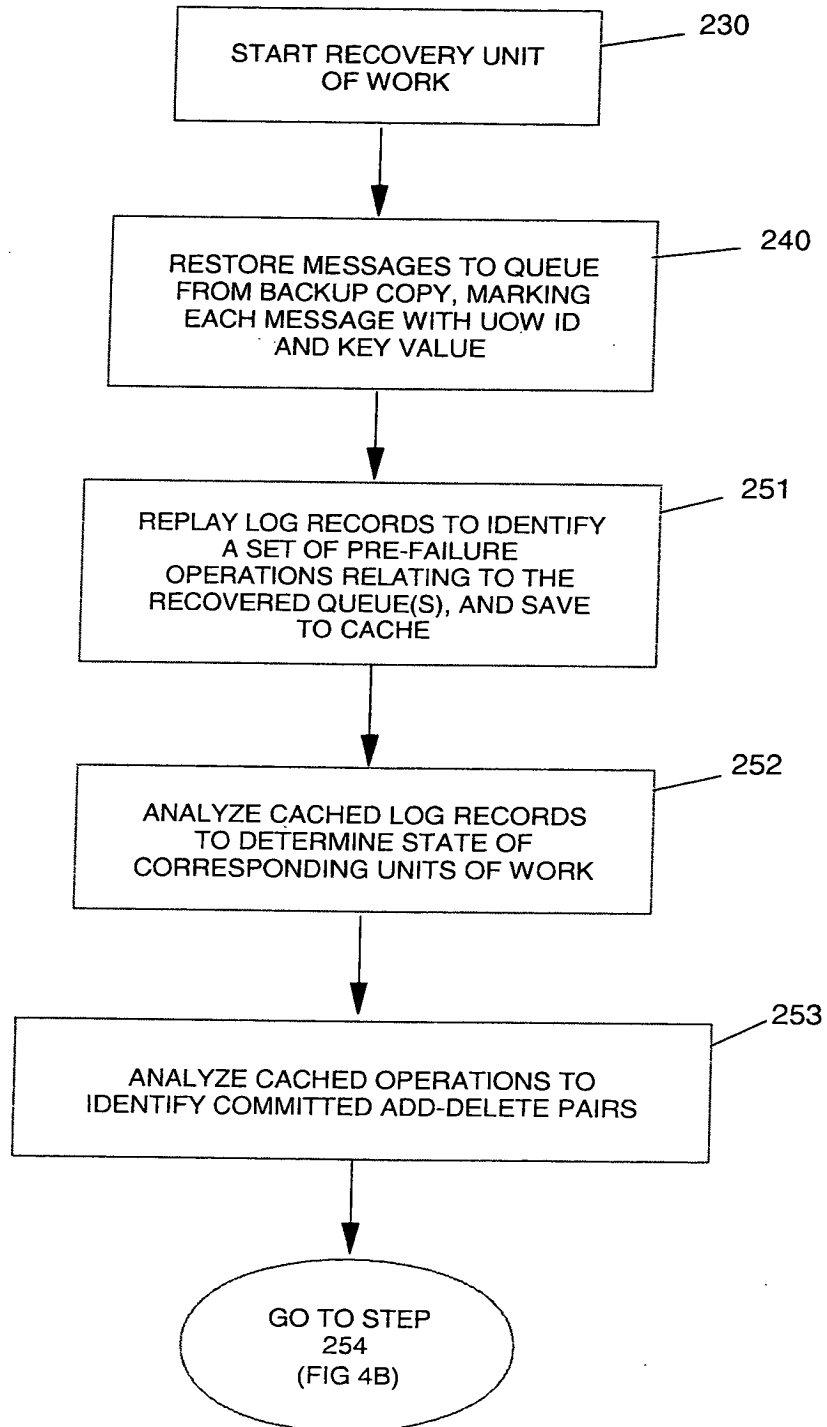 START RECOVERY UNIT
OF WORK
230
RESTORE MESSAGES TO QUEUE
FROM BACKUP COPY, MARKING
EACH MESSAGE WITH UOW ID
AND KEY VALUE
240
REPLAY LOG RECORDS TO IDENTIFY
A SET OF PRE-FAILURE
OPERATIONS RELATING TO THE
RECOVERED QUEUE(S), AND SAVE
TO CACHE
251
ANALYZE CACHED LOG RECORDS
TO DETERMINE STATE OF
CORRESPONDING UNITS OF WORK
252
ANALYZE CACHED OPERATIONS TO
IDENTIFY COMMITTED ADD-DELETE PAIRS
253
GO TO STEP
254
(FIG 4B)